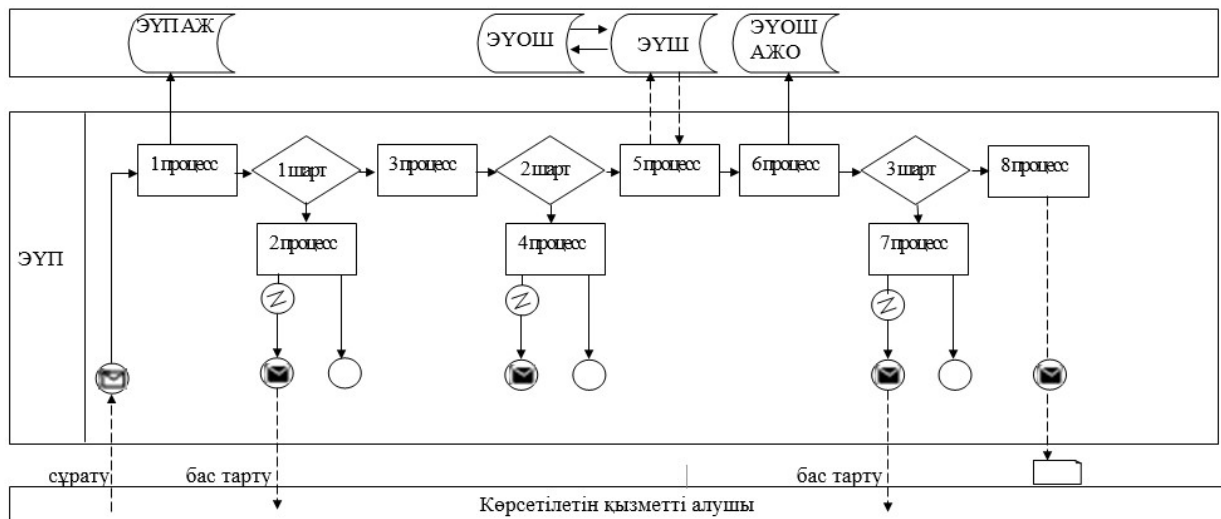 ЭҮП АЖ
ЭҮОШ
ЭҮШ
ЭҮОШ
АЖО
ЭҮП
1 процесс
1 шарт
3 процесс
2 шарт
5 процесс
6 процесс
3 шарт
8 процесс
2 процесс
4 процесс
7 процесс
сұрату
бас тарту
бас тарту
Көрсетілетін қызметті алушы